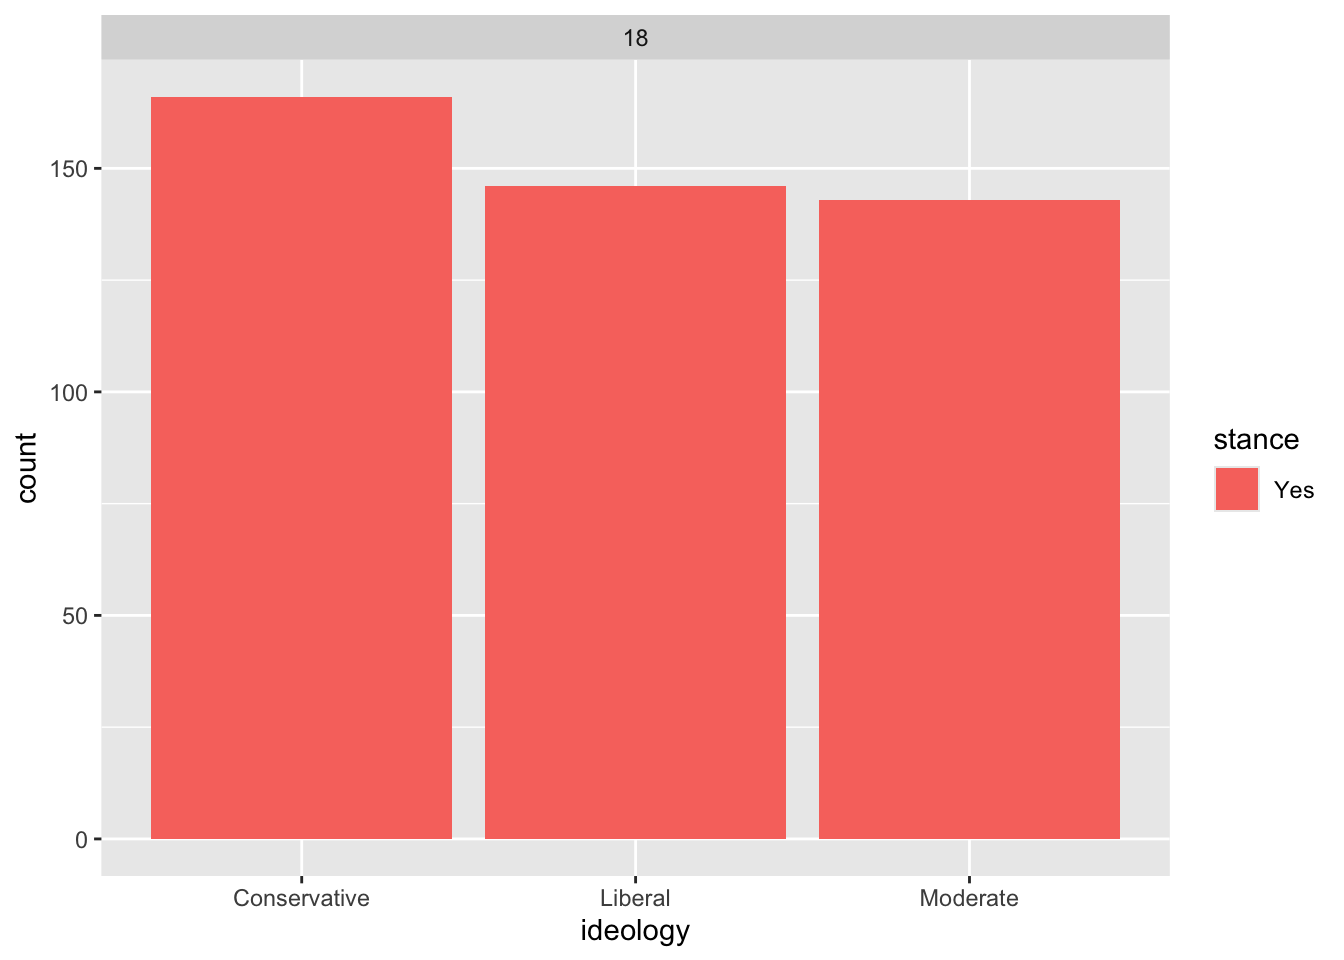 18
150
100
50
0
count
Conservative
Liberal
Moderate
ideology
stance
Yes